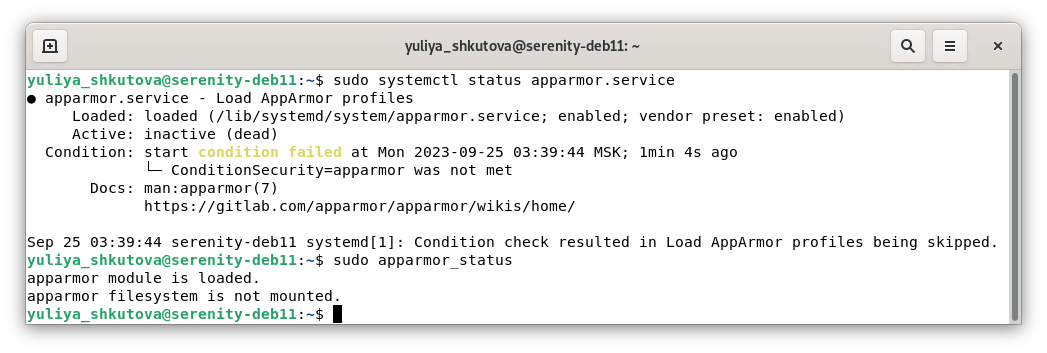 yuliya_shkutova@serenity-deb11: ~
yuliya_shkutova@serenity-deb11:~$ sudo systemctl status apparmor.service
● apparmor.service - Load AppArmor profiles
     Loaded: loaded (/lib/systemd/system/apparmor.service; enabled; vendor preset: enabled)
     Active: inactive (dead)
  Condition: start condition failed at Mon 2023-09-25 03:39:44 MSK; 1min 4s ago
             └─ ConditionSecurity=apparmor was not met
       Docs: man:apparmor(7)
             https://gitlab.com/apparmor/apparmor/wikis/home/

Sep 25 03:39:44 serenity-deb11 systemd[1]: Condition check resulted in Load AppArmor profiles being skipped.
yuliya_shkutova@serenity-deb11:~$ sudo apparmor_status
apparmor module is loaded.
apparmor filesystem is not mounted.
yuliya_shkutova@serenity-deb11:~$